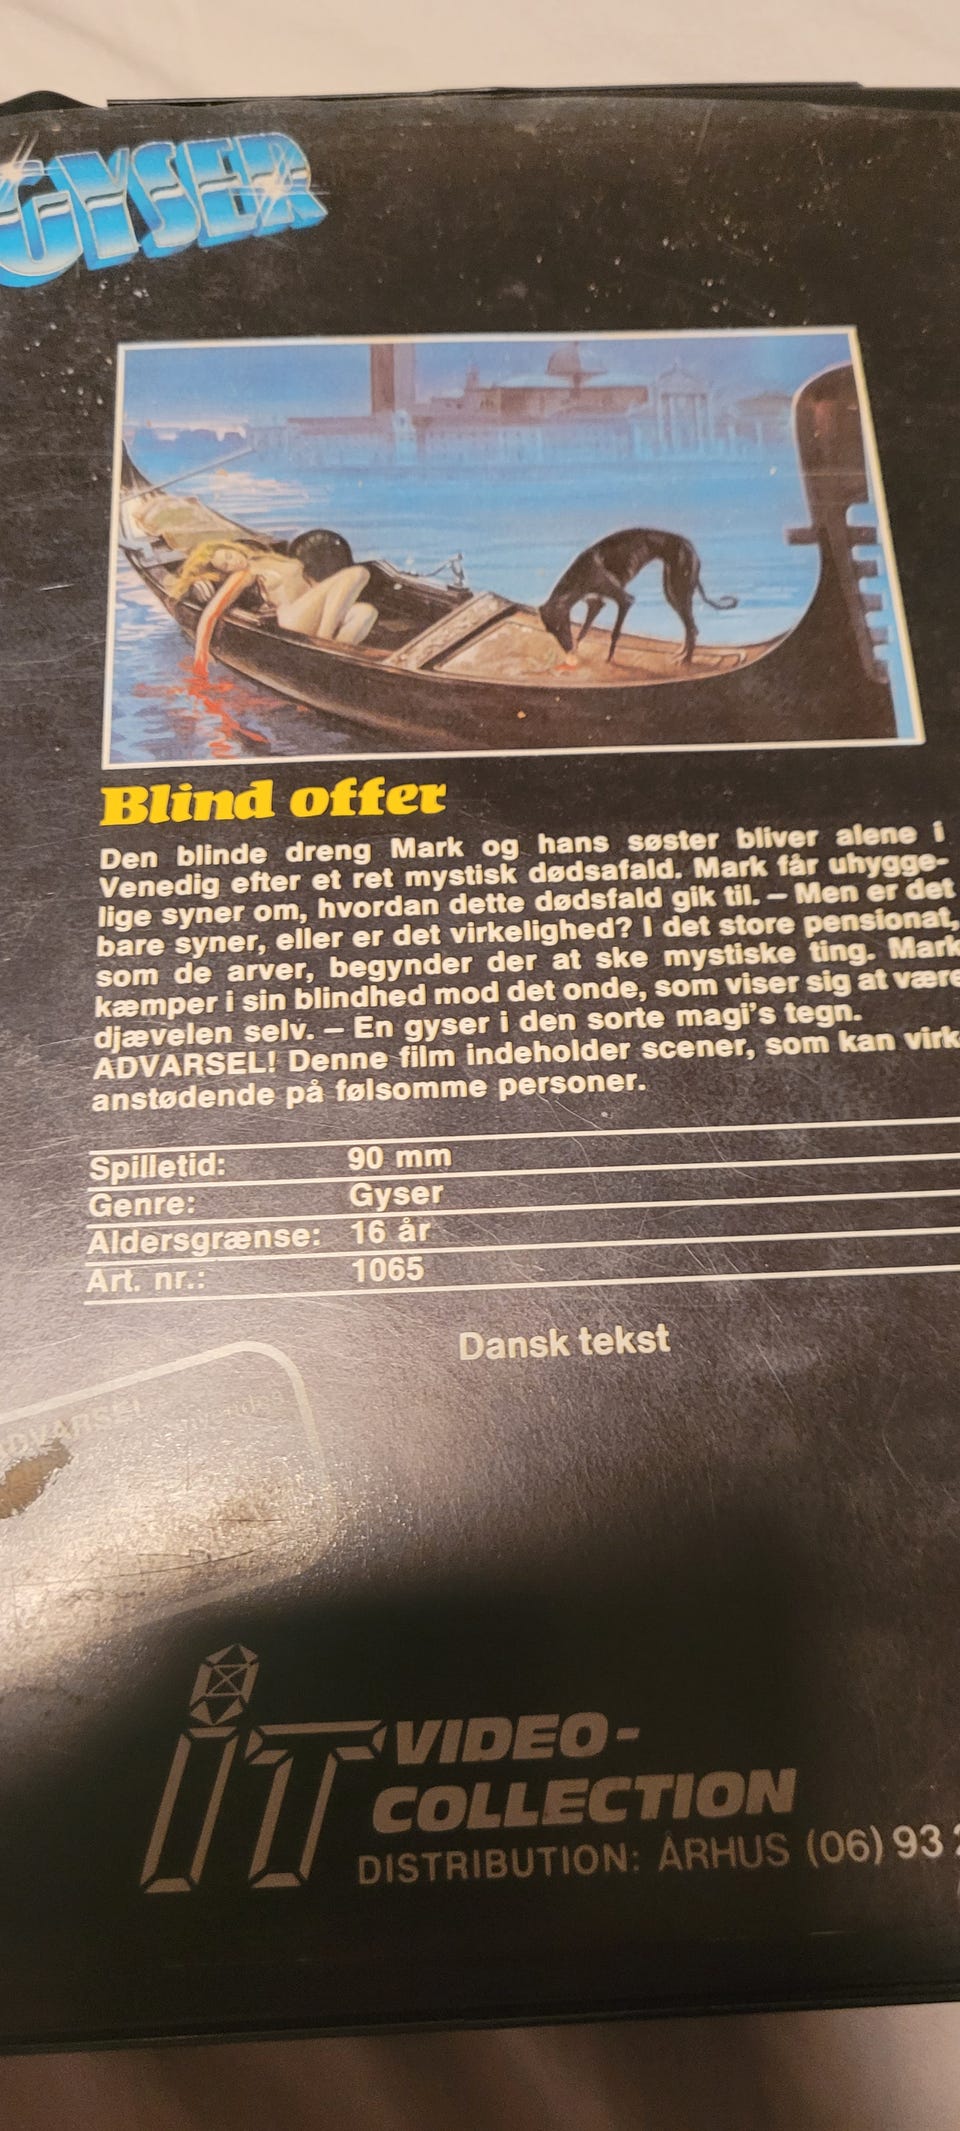 GYSER
Blind offer
Den blinde dreng Mark og hans søster bliver alene i
Venedig efter et ret mystisk dødsafald. Mark får uhygge-
lige syner om, hvordan dette dødsfald gik til. – Men er det
bare syner, eller er det virkelighed? I det store pensionat,
som de arver, begynder der at ske mystiske ting. Mark
kæmper i sin blindhed mod det onde, som viser sig at være
djævelen selv. – En gyser i den sorte magi's tegn.
ADVARSEL! Denne film indeholder scener, som kan virk
anstødende på følsomme personer.
Spilletid: 90 mm
Genre: Gyser
Aldersgrænse: 16 år
Art. nr.: 1065
Dansk tekst
ADVARSEL
iT VIDEO-
COLLECTION
DISTRIBUTION: ÅRHUS (06) 93 2